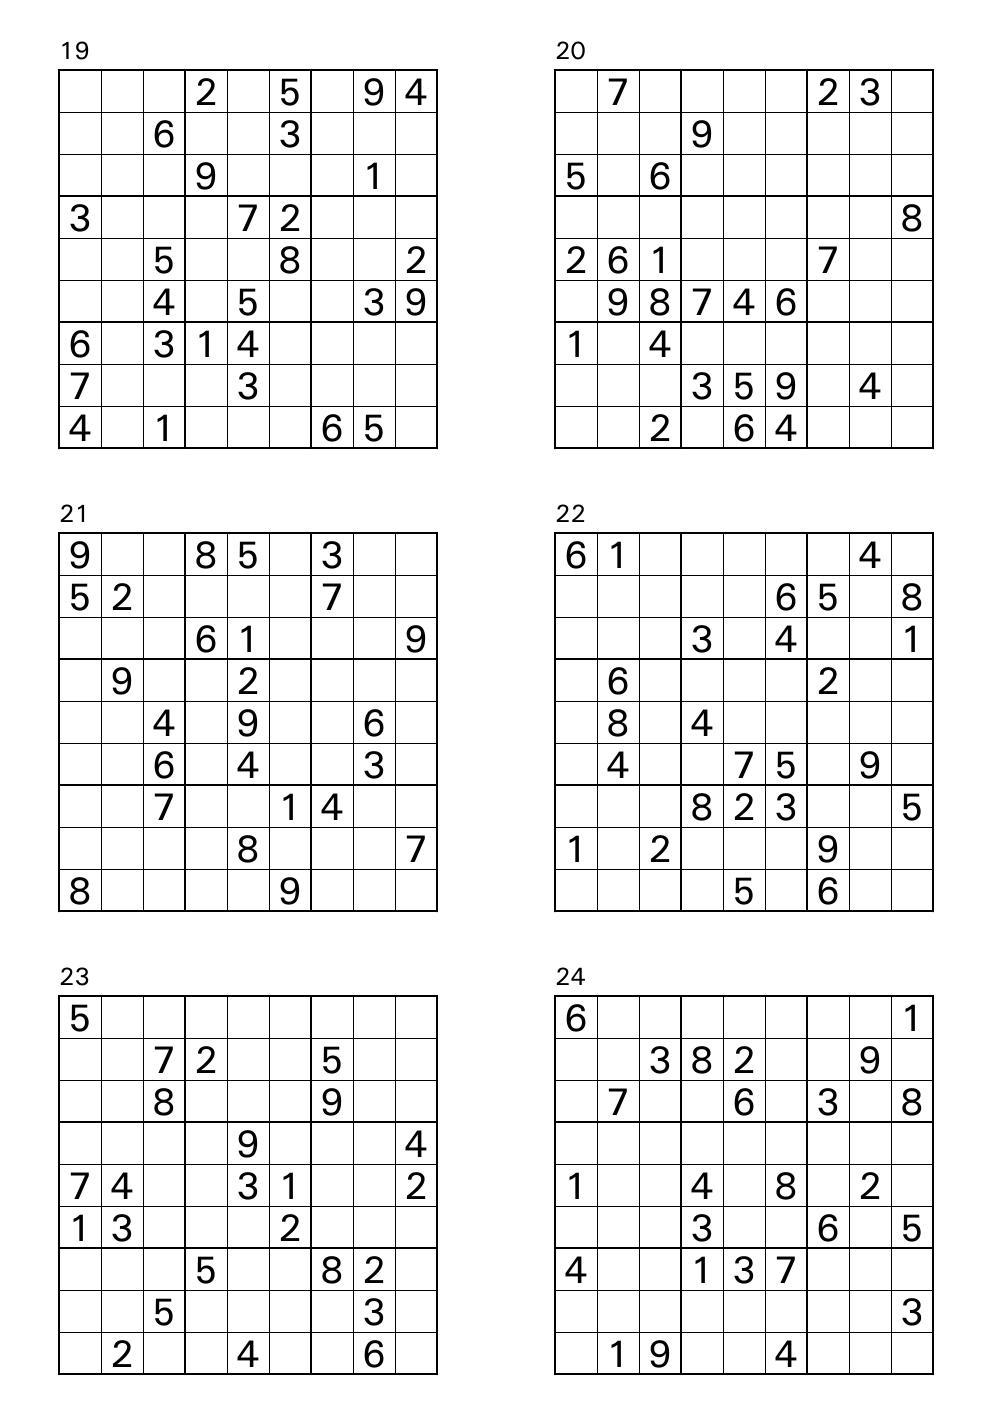 19 20
2 5 9 4 7 2 3
6 3 9
9 1 5 6
3 7 2 8
5 8 2 2 6 1 7
4 5 3 9 9 8 7 4 6
6 3 1 4 1 4
7 3 3 5 9 4
4 1 6 5 2 6 4
21 22
9 8 5 3 6 1 4
5 2 7 6 5 8
6 1 9 3 4 1
9 2 6 2
4 9 6 8 4
6 4 3 4 7 5 9
7 1 4 8 2 3 5
8 7 1 2 9
8 9 5 6
23 24
5 6 1
7 2 5 3 8 2 9
8 9 7 6 3 8
9 4
7 4 3 1 2 1 4 8 2
1 3 2 3 6 5
5 8 2 4 1 3 7
5 3 3
2 4 6 1 9 4